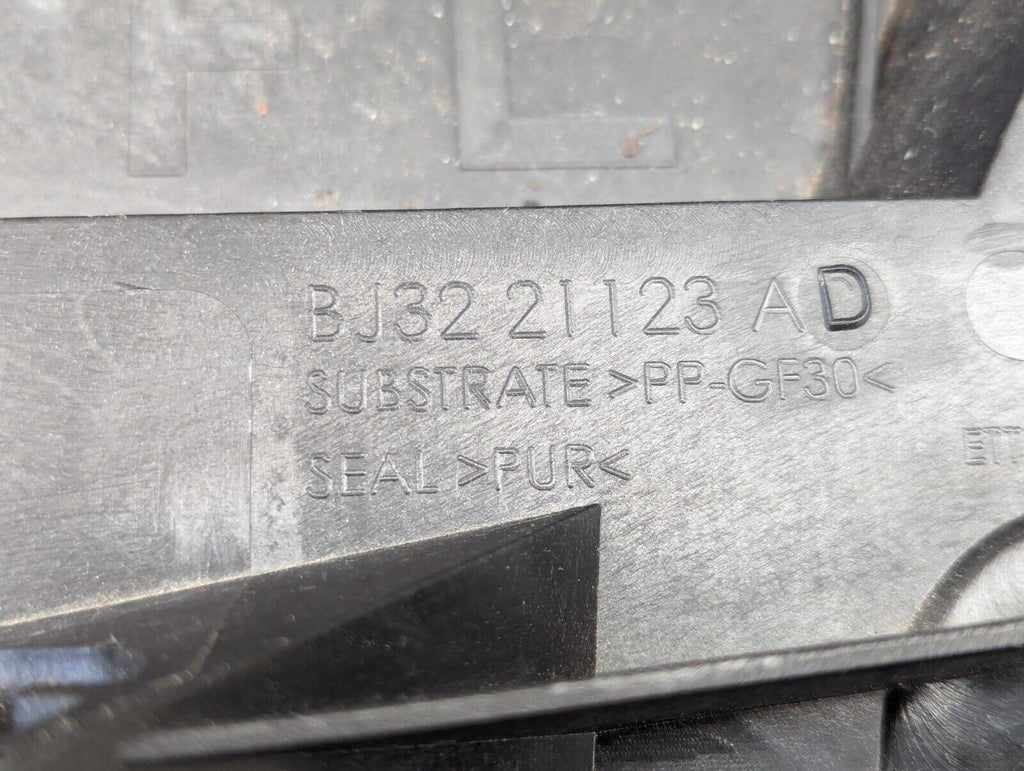 BJ32 21123 AD
SUBSTRATE >PP-GF30<
SEAL >PUR<